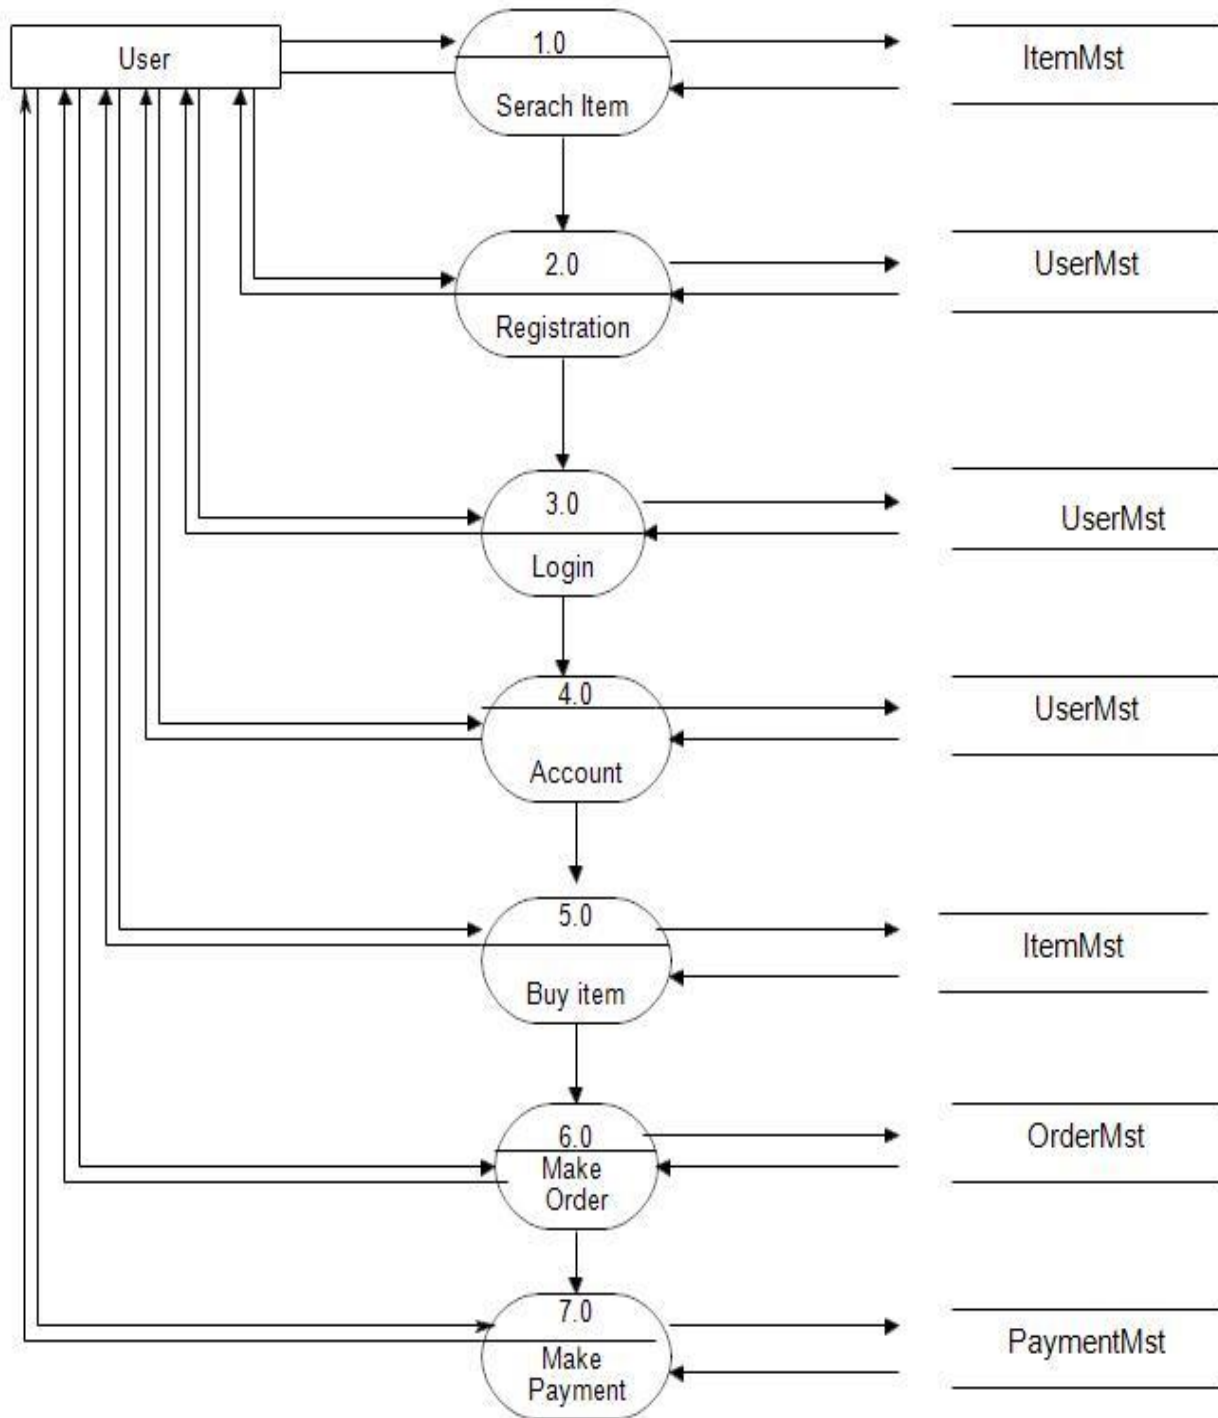 User
1.0
Serach Item
ItemMst
2.0
Registration
UserMst
3.0
Login
UserMst
4.0
Account
UserMst
5.0
Buy item
ItemMst
6.0
Make
Order
OrderMst
7.0
Make
Payment
PaymentMst